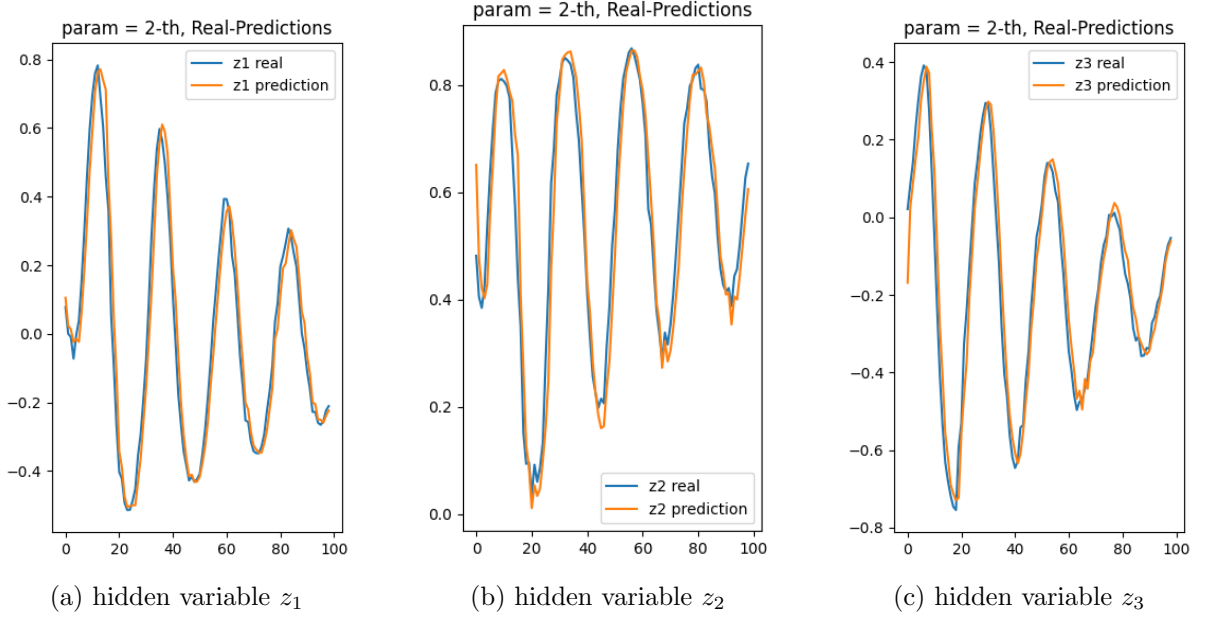 param = 2-th, Real-Predictions
z1 real
z1 prediction
0.8
0.6
0.4
0.2
0.0
−0.2
−0.4
0 20 40 60 80 100
(a) hidden variable z₁
param = 2-th, Real-Predictions
0.8
0.6
0.4
0.2
0.0
z2 real
z2 prediction
0 20 40 60 80 100
(b) hidden variable z₂
param = 2-th, Real-Predictions
z3 real
z3 prediction
0.4
0.2
0.0
−0.2
−0.4
−0.6
−0.8
0 20 40 60 80 100
(c) hidden variable z₃